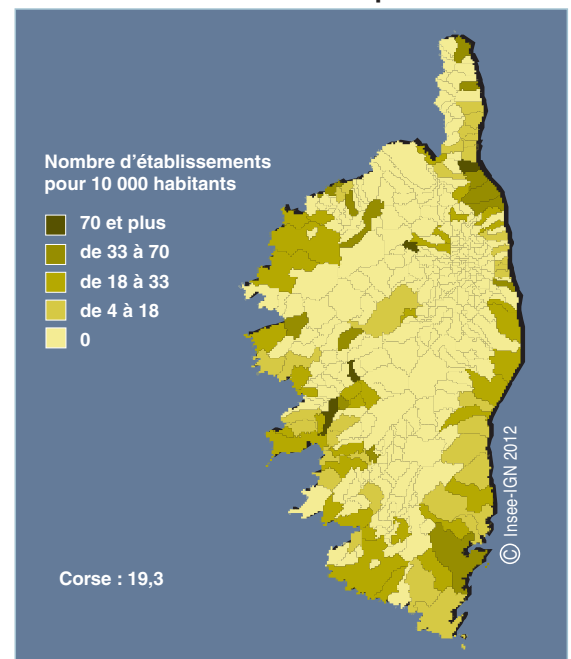 Nombre d'établissements
pour 10 000 habitants
70 et plus
de 33 à 70
de 18 à 33
de 4 à 18
0
Corse : 19,3
© Insee-IGN 2012